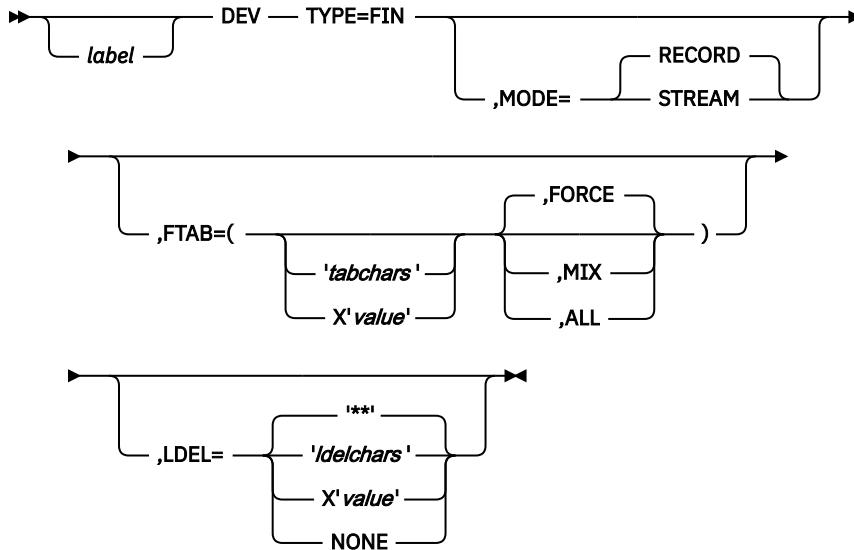 DEV TYPE=FIN
label
RECORD
,MODE= STREAM
,FORCE
,FTAB=( )
'tabchars' ,MIX
X'value' ,ALL
'**'
,LDEL= 'ldelchars'
X'value'
NONE